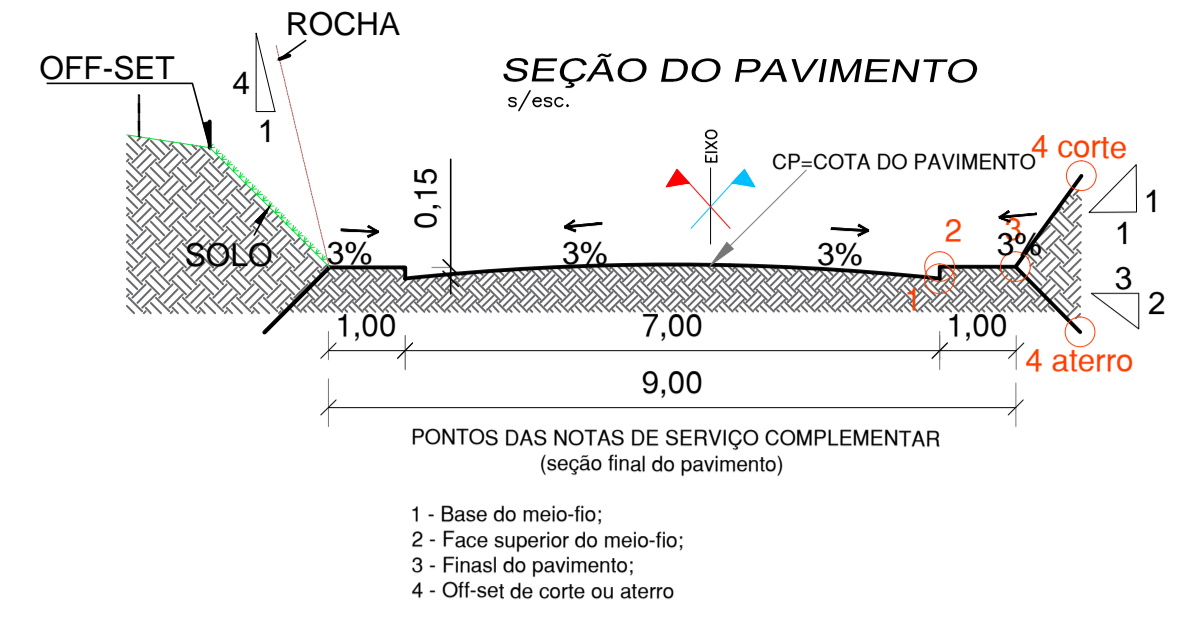 ROCHA
OFF-SET
SEÇÃO DO PAVIMENTO
s/esc.
4
1
EIXO
CP=COTA DO PAVIMENTO
4 corte
1
1
0,15
SOLO
3%
3%
3%
3%
2
3
1
3
2
1,00
7,00
1,00
4 aterro
9,00
PONTOS DAS NOTAS DE SERVIÇO COMPLEMENTAR
(seção final do pavimento)
1 - Base do meio-fio;
2 - Face superior do meio-fio;
3 - Finasl do pavimento;
4 - Off-set de corte ou aterro